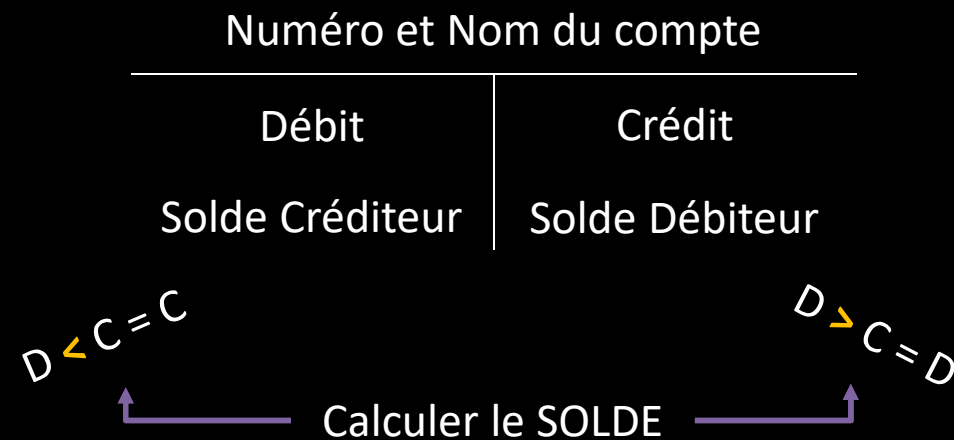 Numéro et Nom du compte
Débit Crédit
Solde Créditeur Solde Débiteur
D < C = C D > C = D
Calculer le SOLDE